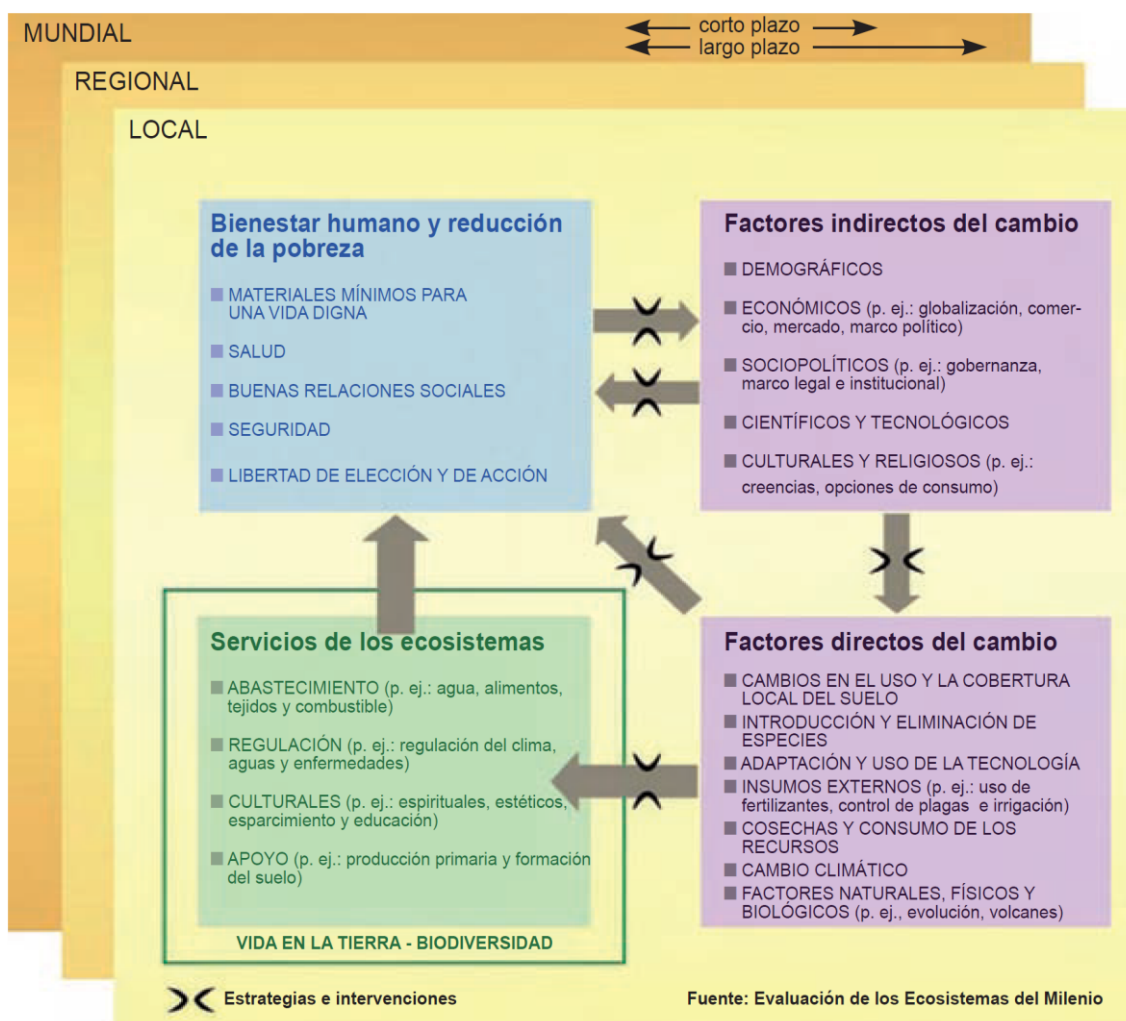 MUNDIAL
corto plazo
largo plazo
REGIONAL
LOCAL
Bienestar humano y reducción
de la pobreza
MATERIALES MÍNIMOS PARA
UNA VIDA DIGNA
SALUD
BUENAS RELACIONES SOCIALES
SEGURIDAD
LIBERTAD DE ELECCIÓN Y DE ACCIÓN
Factores indirectos del cambio
DEMOGRÁFICOS
ECONÓMICOS (p. ej.: globalización, comer-
cio, mercado, marco político)
SOCIOPOLÍTICOS (p. ej.: gobernanza,
marco legal e institucional)
CIENTÍFICOS Y TECNOLÓGICOS
CULTURALES Y RELIGIOSOS (p. ej.:
creencias, opciones de consumo)
Servicios de los ecosistemas
ABASTECIMIENTO (p. ej.: agua, alimentos,
tejidos y combustible)
REGULACIÓN (p. ej.: regulación del clima,
aguas y enfermedades)
CULTURALES (p. ej.: espirituales, estéticos,
esparcimiento y educación)
APOYO (p. ej.: producción primaria y formación
del suelo)
VIDA EN LA TIERRA - BIODIVERSIDAD
Factores directos del cambio
CAMBIOS EN EL USO Y LA COBERTURA
LOCAL DEL SUELO
INTRODUCCIÓN Y ELIMINACIÓN DE
ESPECIES
ADAPTACIÓN Y USO DE LA TECNOLOGÍA
INSUMOS EXTERNOS (p. ej.: uso de
fertilizantes, control de plagas e irrigación)
COSECHAS Y CONSUMO DE LOS
RECURSOS
CAMBIO CLIMÁTICO
FACTORES NATURALES, FÍSICOS Y
BIOLÓGICOS (p. ej., evolución, volcanes)
Estrategias e intervenciones
Fuente: Evaluación de los Ecosistemas del Milenio